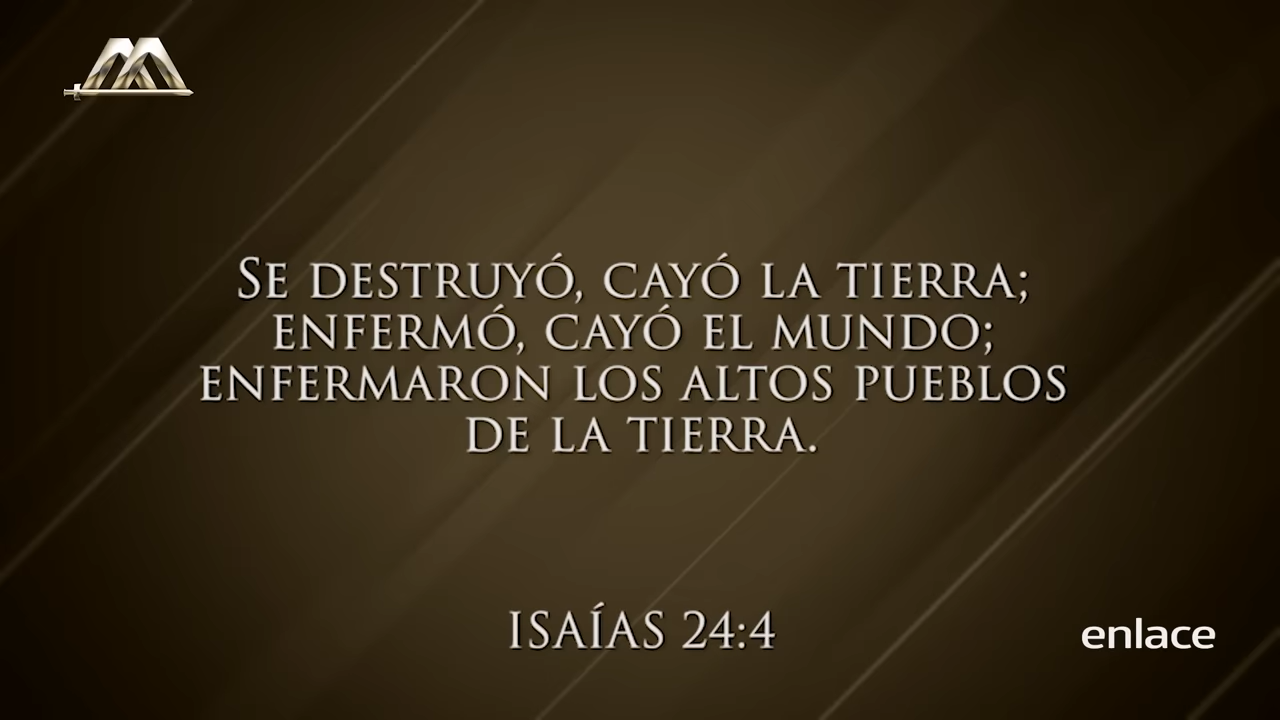 SE DESTRUYÓ, CAYÓ LA TIERRA;
ENFERMÓ, CAYÓ EL MUNDO;
ENFERMARON LOS ALTOS PUEBLOS
DE LA TIERRA.
ISAÍAS 24:4
enlace